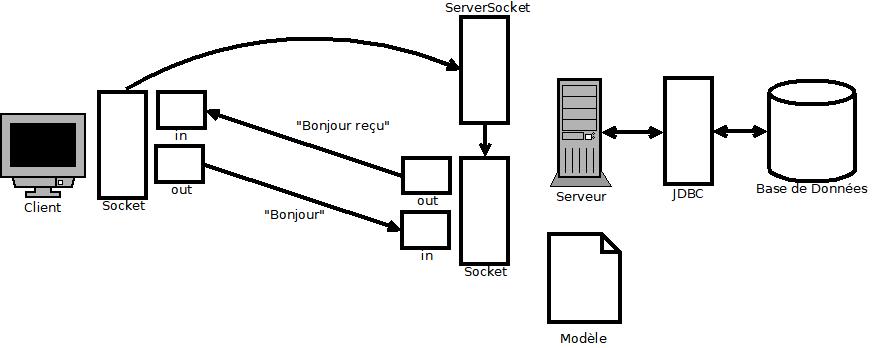 ServerSocket
"Bonjour reçu"
in
out
Client
Socket
"Bonjour"
out
in
Socket
Serveur
JDBC
Base de Données
Modèle